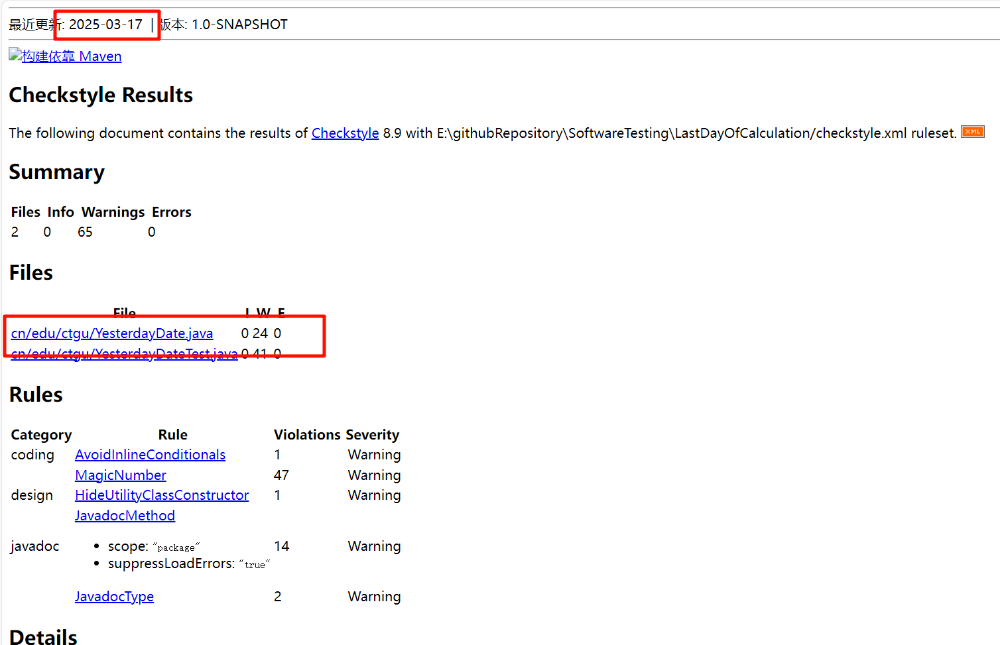 最近更新: 2025-03-17 | 版本: 1.0-SNAPSHOT
构建依靠 Maven
Checkstyle Results
The following document contains the results of Checkstyle 8.9 with E:\githubRepository\SoftwareTesting\LastDayOfCalculation/checkstyle.xml ruleset. XML
Summary
Files Info Warnings Errors
2 0 65 0
Files
File I W E
cn/edu/ctgu/YesterdayDate.java 0 24 0
cn/edu/ctgu/YesterdayDateTest.java 0 41 0
Rules
Category Rule Violations Severity
coding AvoidInlineConditionals 1 Warning
MagicNumber 47 Warning
design HideUtilityClassConstructor 1 Warning
JavadocMethod
javadoc • scope: "package" 14 Warning
• suppressLoadErrors: "true"
JavadocType 2 Warning
Details